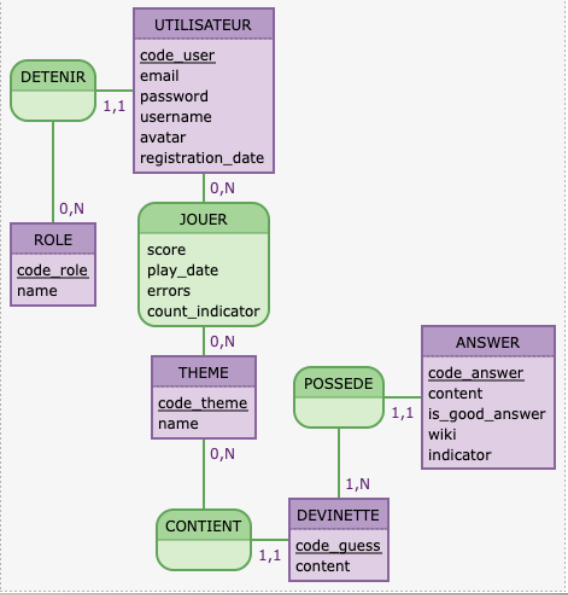 UTILISATEUR
code_user
email
password
username
avatar
registration_date
DETENIR
1,1
0,N
0,N
ROLE
code_role
name
JOUER
score
play_date
errors
count_indicator
0,N
THEME
code_theme
name
0,N
ANSWER
code_answer
content
is_good_answer
wiki
indicator
POSSEDE
1,1
1,N
CONTIENT
1,1
DEVINETTE
code_guess
content